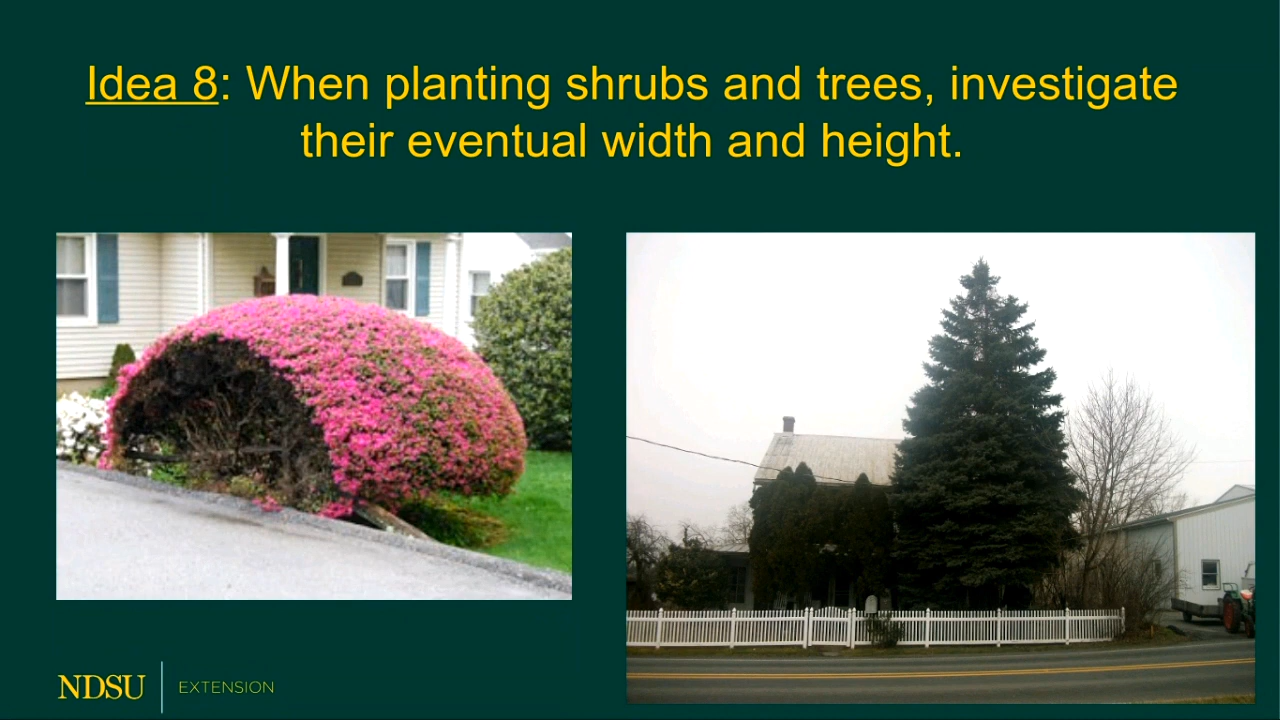 Idea 8: When planting shrubs and trees, investigate
their eventual width and height.
NDSU | EXTENSION